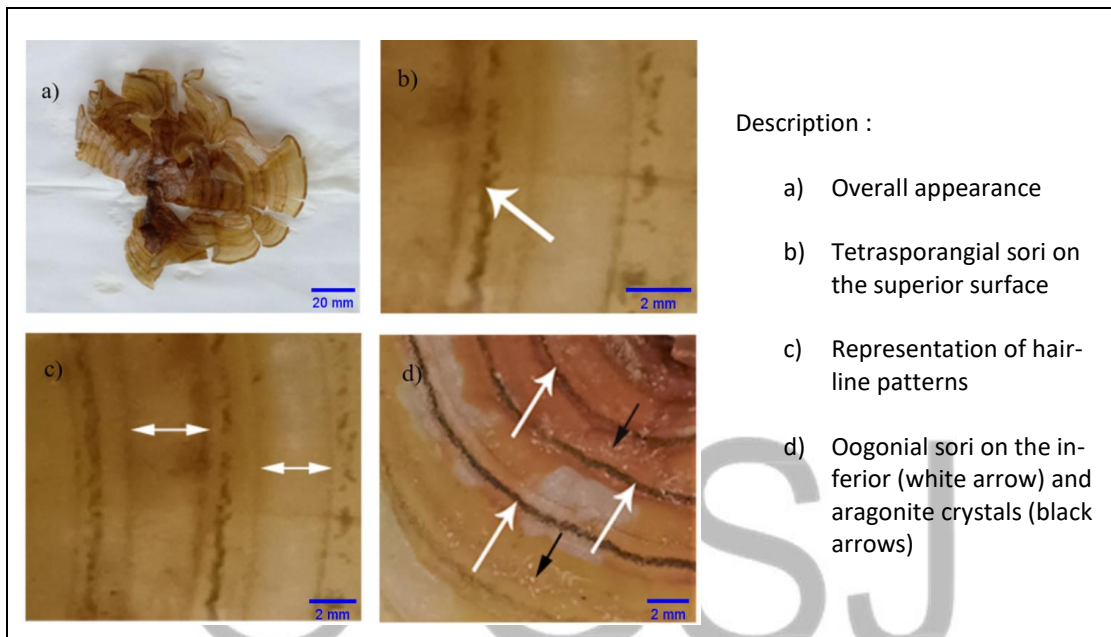 a)
20 mm
b)
2 mm
c)
2 mm
d)
2 mm
Description :
a) Overall appearance
b) Tetrasporangial sori on
the superior surface
c) Representation of hair-
line patterns
d) Oogonial sori on the in-
ferior (white arrow) and
aragonite crystals (black
arrows)